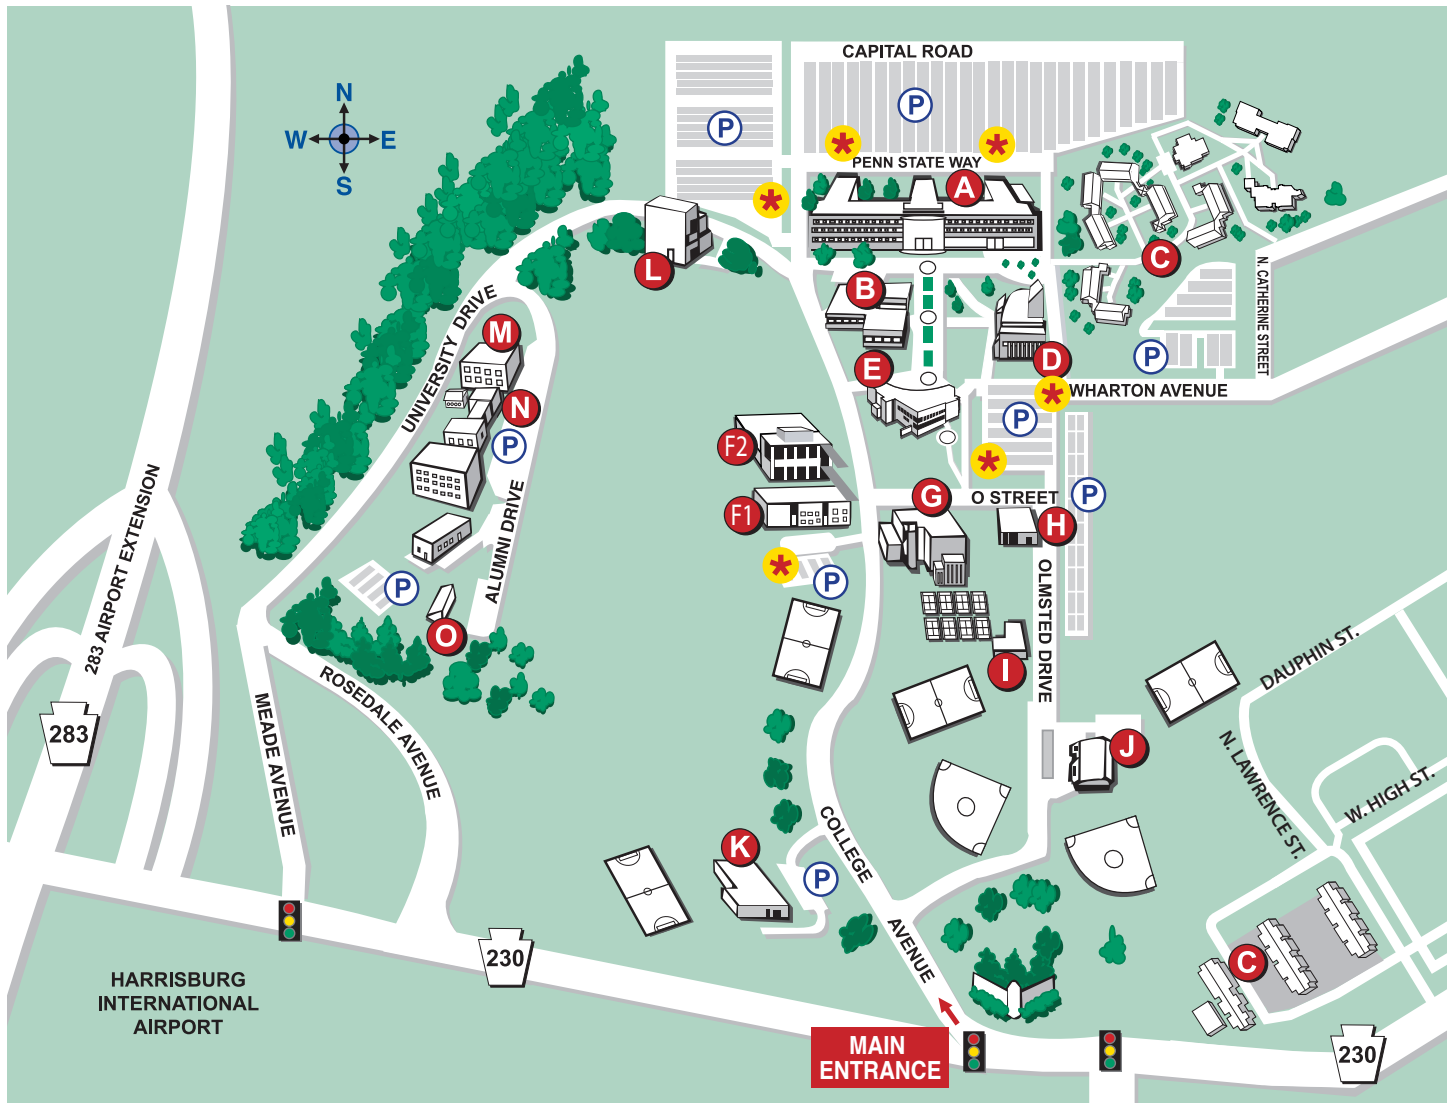 CAPITAL ROAD
P
P
N
W
E
S
*
*
PENN STATE WAY
A
*
L
B
C
N. CATHERINE STREET
UNIVERSITY DRIVE
M
D
P
E
N
*
WHARTON AVENUE
P
F2
P
*
G
O STREET
P
F1
H
283 AIRPORT EXTENSION
ALUMNI DRIVE
*
P
P
OLMSTED DRIVE
O
I
DAUPHIN ST.
ROSEDALE AVENUE
283
MEADE AVENUE
J
N. LAWRENCE ST.
W. HIGH ST.
COLLEGE
K
P
AVENUE
230
C
HARRISBURG
INTERNATIONAL
AIRPORT
MAIN
ENTRANCE
230